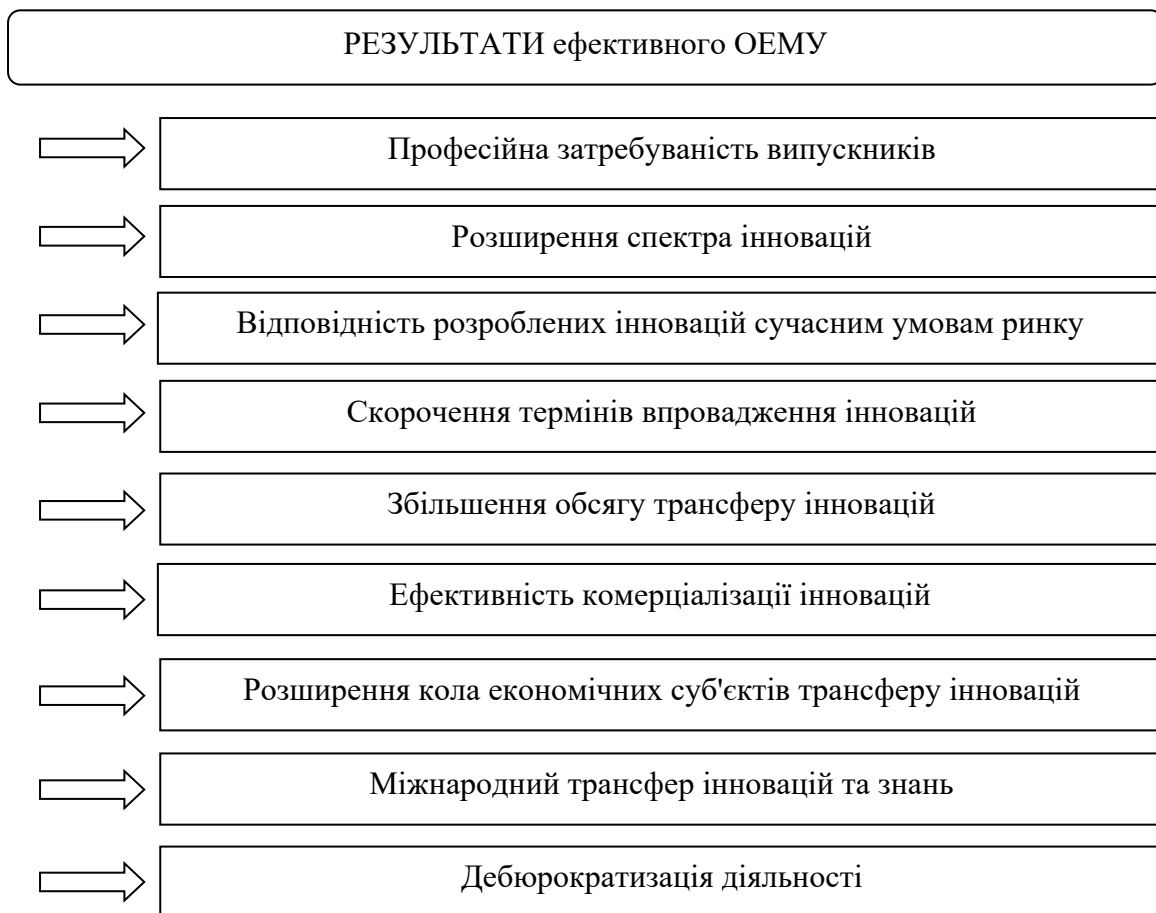 РЕЗУЛЬТАТИ ефективного ОЕМУ
Професійна затребуваність випускників
Розширення спектра інновацій
Відповідність розроблених інновацій сучасним умовам ринку
Скорочення термінів впровадження інновацій
Збільшення обсягу трансферу інновацій
Ефективність комерціалізації інновацій
Розширення кола економічних суб'єктів трансферу інновацій
Міжнародний трансфер інновацій та знань
Дебюрократизація діяльності